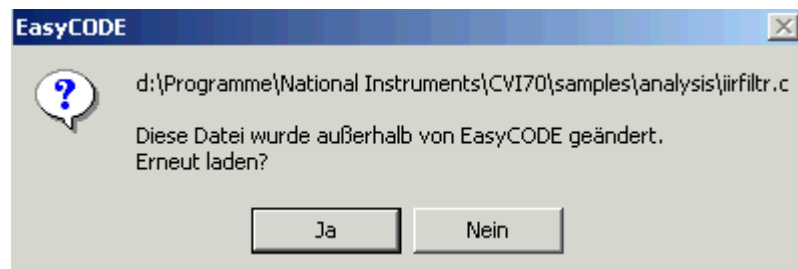 EasyCODE
d:\Programme\National Instruments\CVI70\samples\analysis\iirfiltr.c
Diese Datei wurde außerhalb von EasyCODE geändert.
Erneut laden?
Ja
Nein